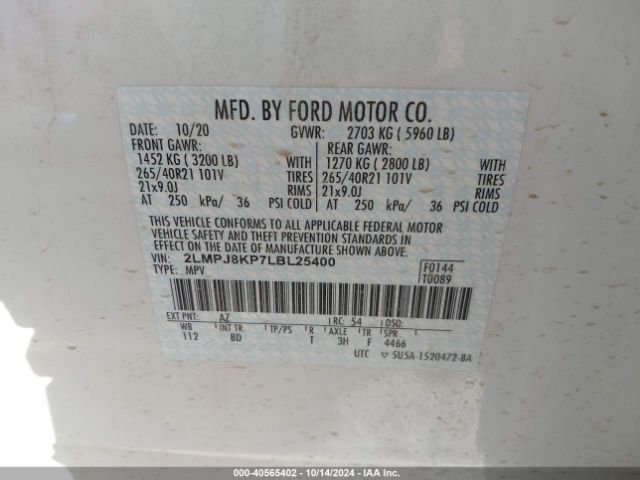 MFD. BY FORD MOTOR CO.
DATE: 10/20 GVWR: 2703 KG ( 5960 LB)
FRONT GAWR: REAR GAWR:
1452 KG ( 3200 LB) WITH 1270 KG ( 2800 LB) WITH
265/40R21 101V TIRES 265/40R21 101V TIRES
21x9.0J RIMS 21x9.0J RIMS
AT 250 kPa/ 36 PSI COLD AT 250 kPa/ 36 PSI COLD
THIS VEHICLE CONFORMS TO ALL APPLICABLE FEDERAL MOTOR
VEHICLE SAFETY AND THEFT PREVENTION STANDARDS IN
EFFECT ON THE DATE OF MANUFACTURE SHOWN ABOVE.
VIN: 2LMPJ8KP7LBL25400 F0144
TYPE: MPV T0089
EXT PNT: AZ RC: 54 DSO:
WB INT TR TP/PS R AXLE TR SPR
112 BD T 3H F 4466
UTC ▽ 5U5A-1520472-BA
000-40565402 | 10/14/2024 | IAA Inc.